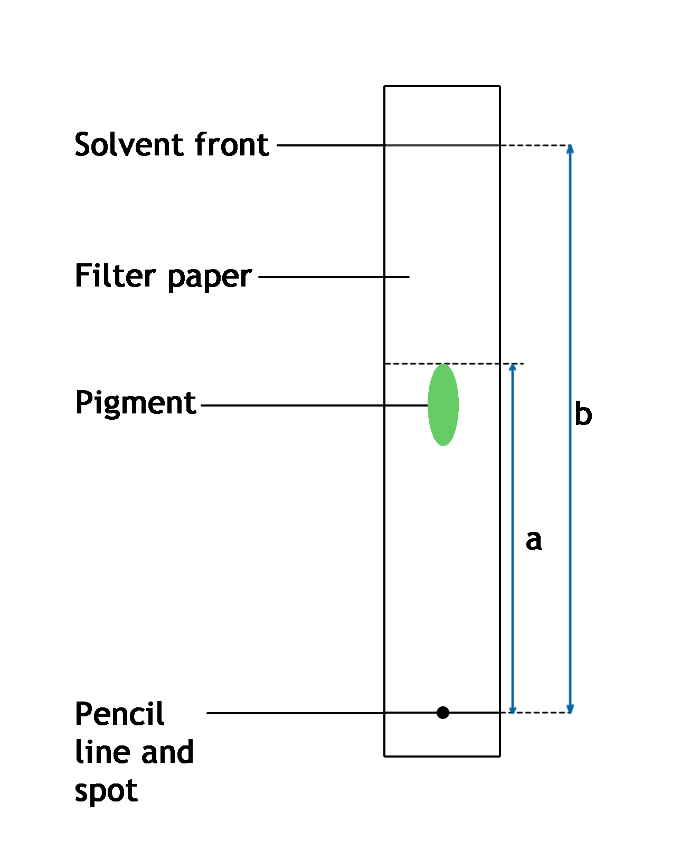 Solvent front
Filter paper
Pigment
b
a
Pencil
line and
spot